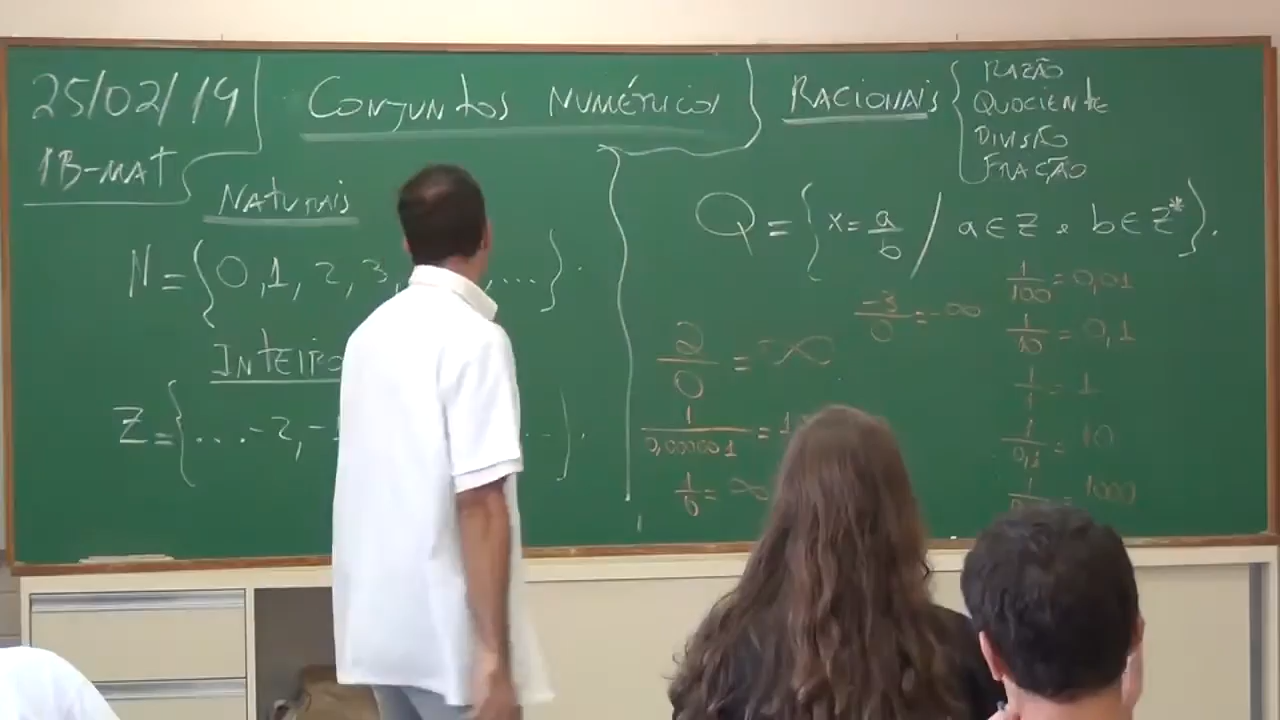 25/02/19
1B-MAT
CONJUNTOS NUMÉRICOS
NATURAIS
N = {0, 1, 2, 3, ...}.
INTEIRO
Z = {... -2, -
RACIONAIS
RAZÃO
QUOCIENTE
DIVISÃO
FRAÇÃO
Q = {x = a/b / a ∈ Z e b ∈ Z*}.
-3/0 = -∞
2/0 = ∞
1/0,000001 = 1
1/0 = ∞
1/100 = 0,01
1/10 = 0,1
1/1 = 1
1/0,1 = 10
= 1000